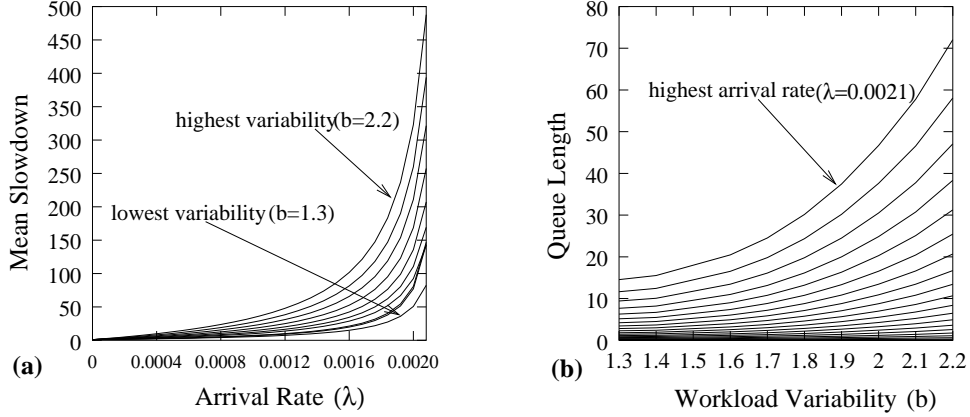 500
450
400
350
300
250
200
150
100
50
0
Mean Slowdown
highest variability(b=2.2)
lowest variability(b=1.3)
0 0.0004 0.0008 0.0012 0.0016 0.0020
(a)
Arrival Rate (λ)
80
70
60
50
40
30
20
10
0
Queue Length
highest arrival rate(λ=0.0021)
1.3 1.4 1.5 1.6 1.7 1.8 1.9 2 2.1 2.2
(b)
Workload Variability (b)